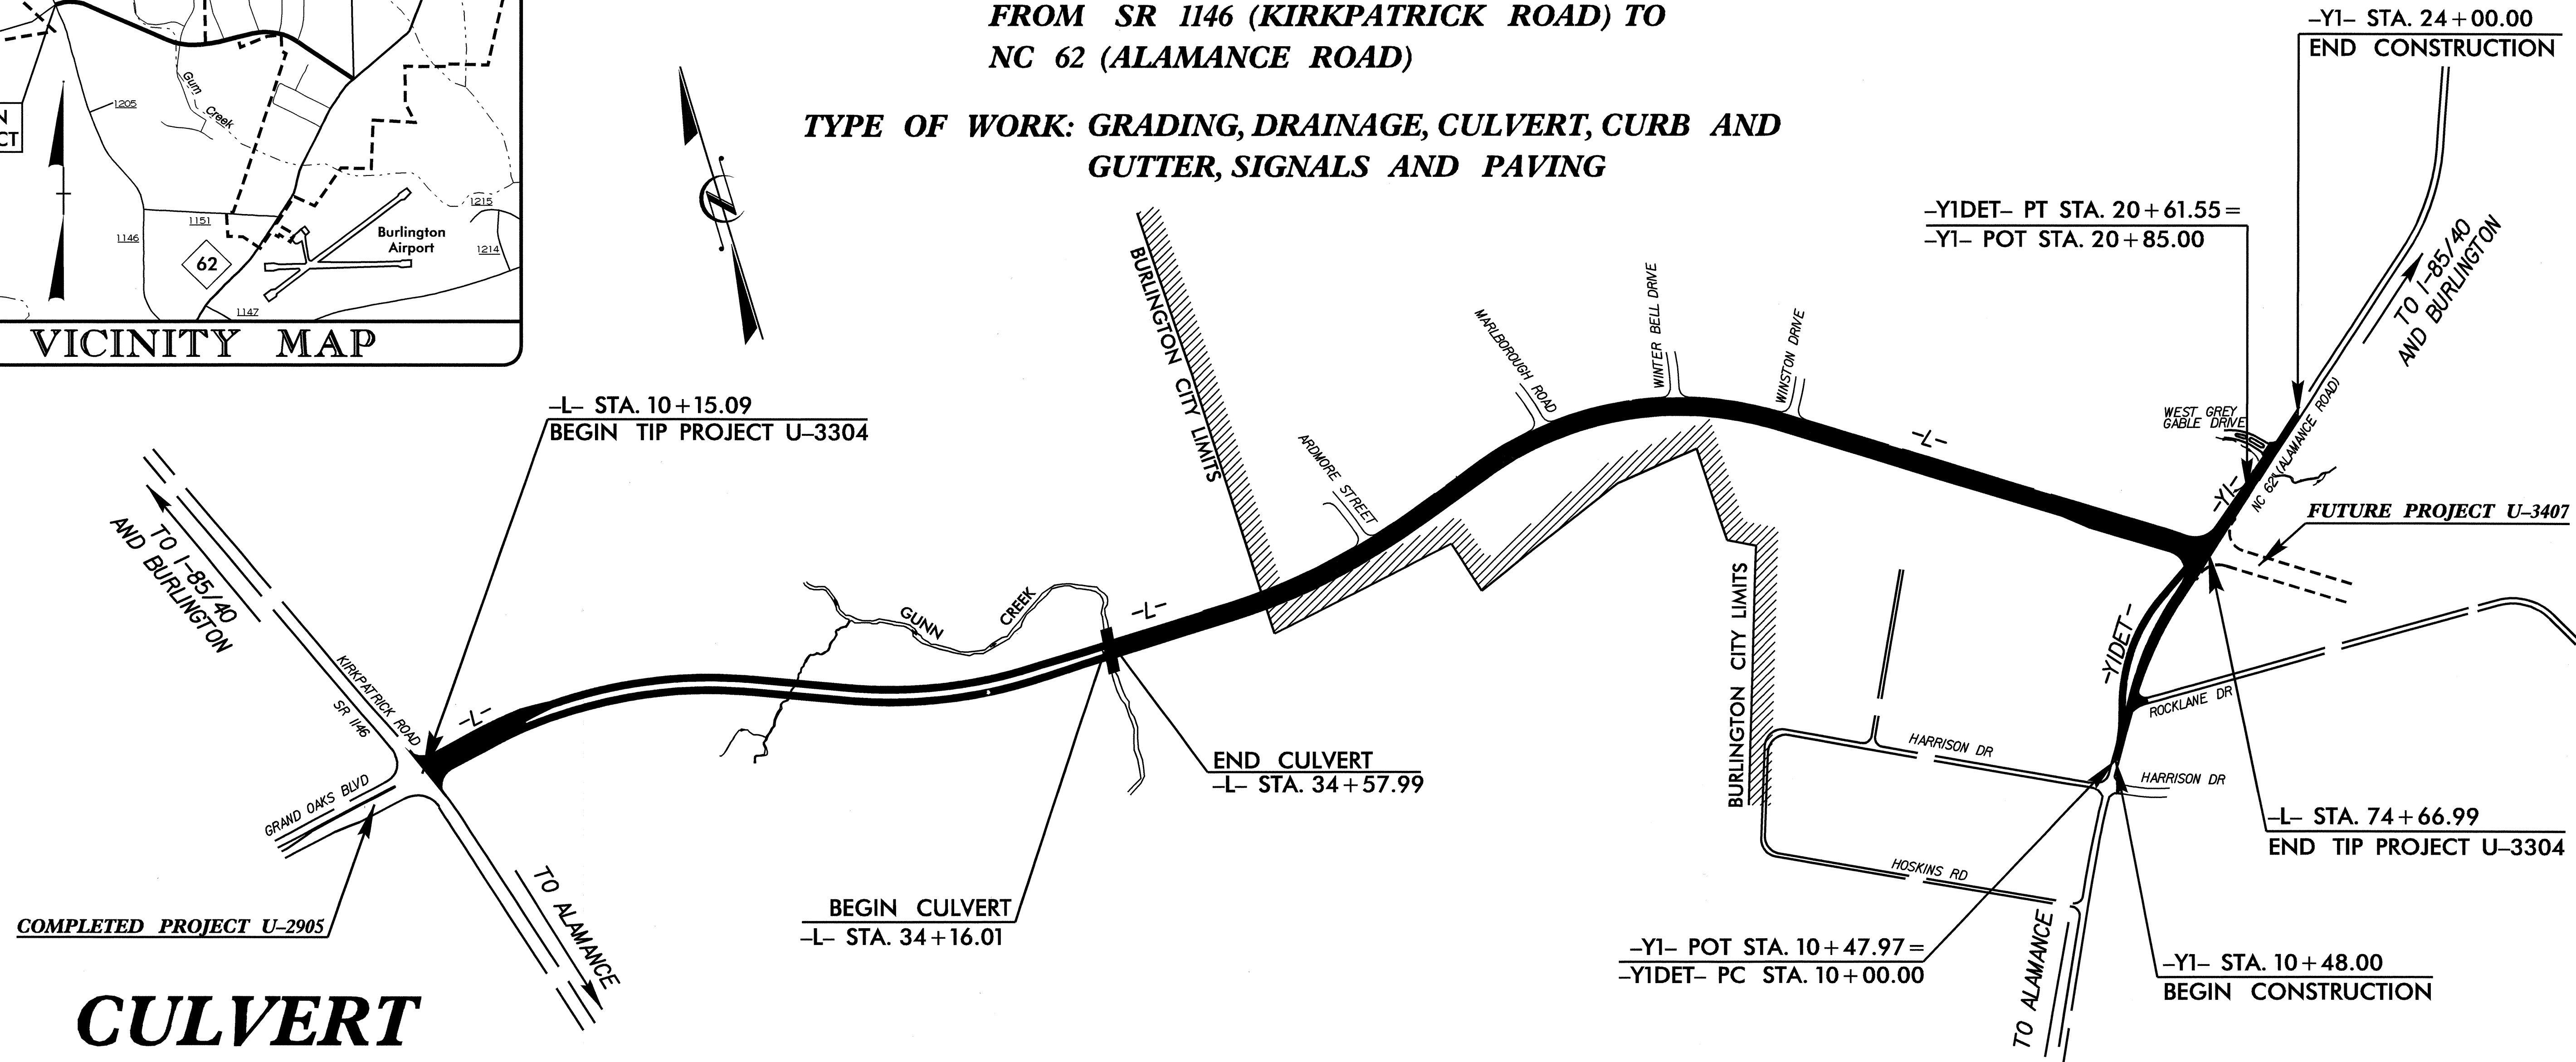 FROM SR 1146 (KIRKPATRICK ROAD) TO
NC 62 (ALAMANCE ROAD)
TYPE OF WORK: GRADING, DRAINAGE, CULVERT, CURB AND
GUTTER, SIGNALS AND PAVING
N
CT
1205
Gum
Creek
1151
1146
62
Burlington
Airport
1215
1214
1147
VICINITY MAP
N
-Y1- STA. 24+00.00
END CONSTRUCTION
-Y1DET- PT STA. 20+61.55=
-Y1- POT STA. 20+85.00
TO I-85/40
AND BURLINGTON
BURLINGTON CITY LIMITS
MARLBOROUGH ROAD
WINTER BELL DRIVE
WINSTON DRIVE
ARDMORE STREET
-L-
WEST GREY
GABLE DRIVE
NC 62 (ALAMANCE ROAD)
-Y1-
FUTURE PROJECT U-3407
-L- STA. 10+15.09
BEGIN TIP PROJECT U-3304
TO I-85/40
AND BURLINGTON
KIRKPATRICK ROAD
SR 1146
-L-
GUNN
CREEK
-L-
GRAND OAKS BLVD
COMPLETED PROJECT U-2905
TO ALAMANCE
END CULVERT
-L- STA. 34+57.99
BEGIN CULVERT
-L- STA. 34+16.01
BURLINGTON CITY LIMITS
-Y1DET-
ROCKLANE DR
HARRISON DR
HARRISON DR
HOSKINS RD
-L- STA. 74+66.99
END TIP PROJECT U-3304
-Y1- POT STA. 10+47.97=
-Y1DET- PC STA. 10+00.00
TO ALAMANCE
-Y1- STA. 10+48.00
BEGIN CONSTRUCTION
CULVERT